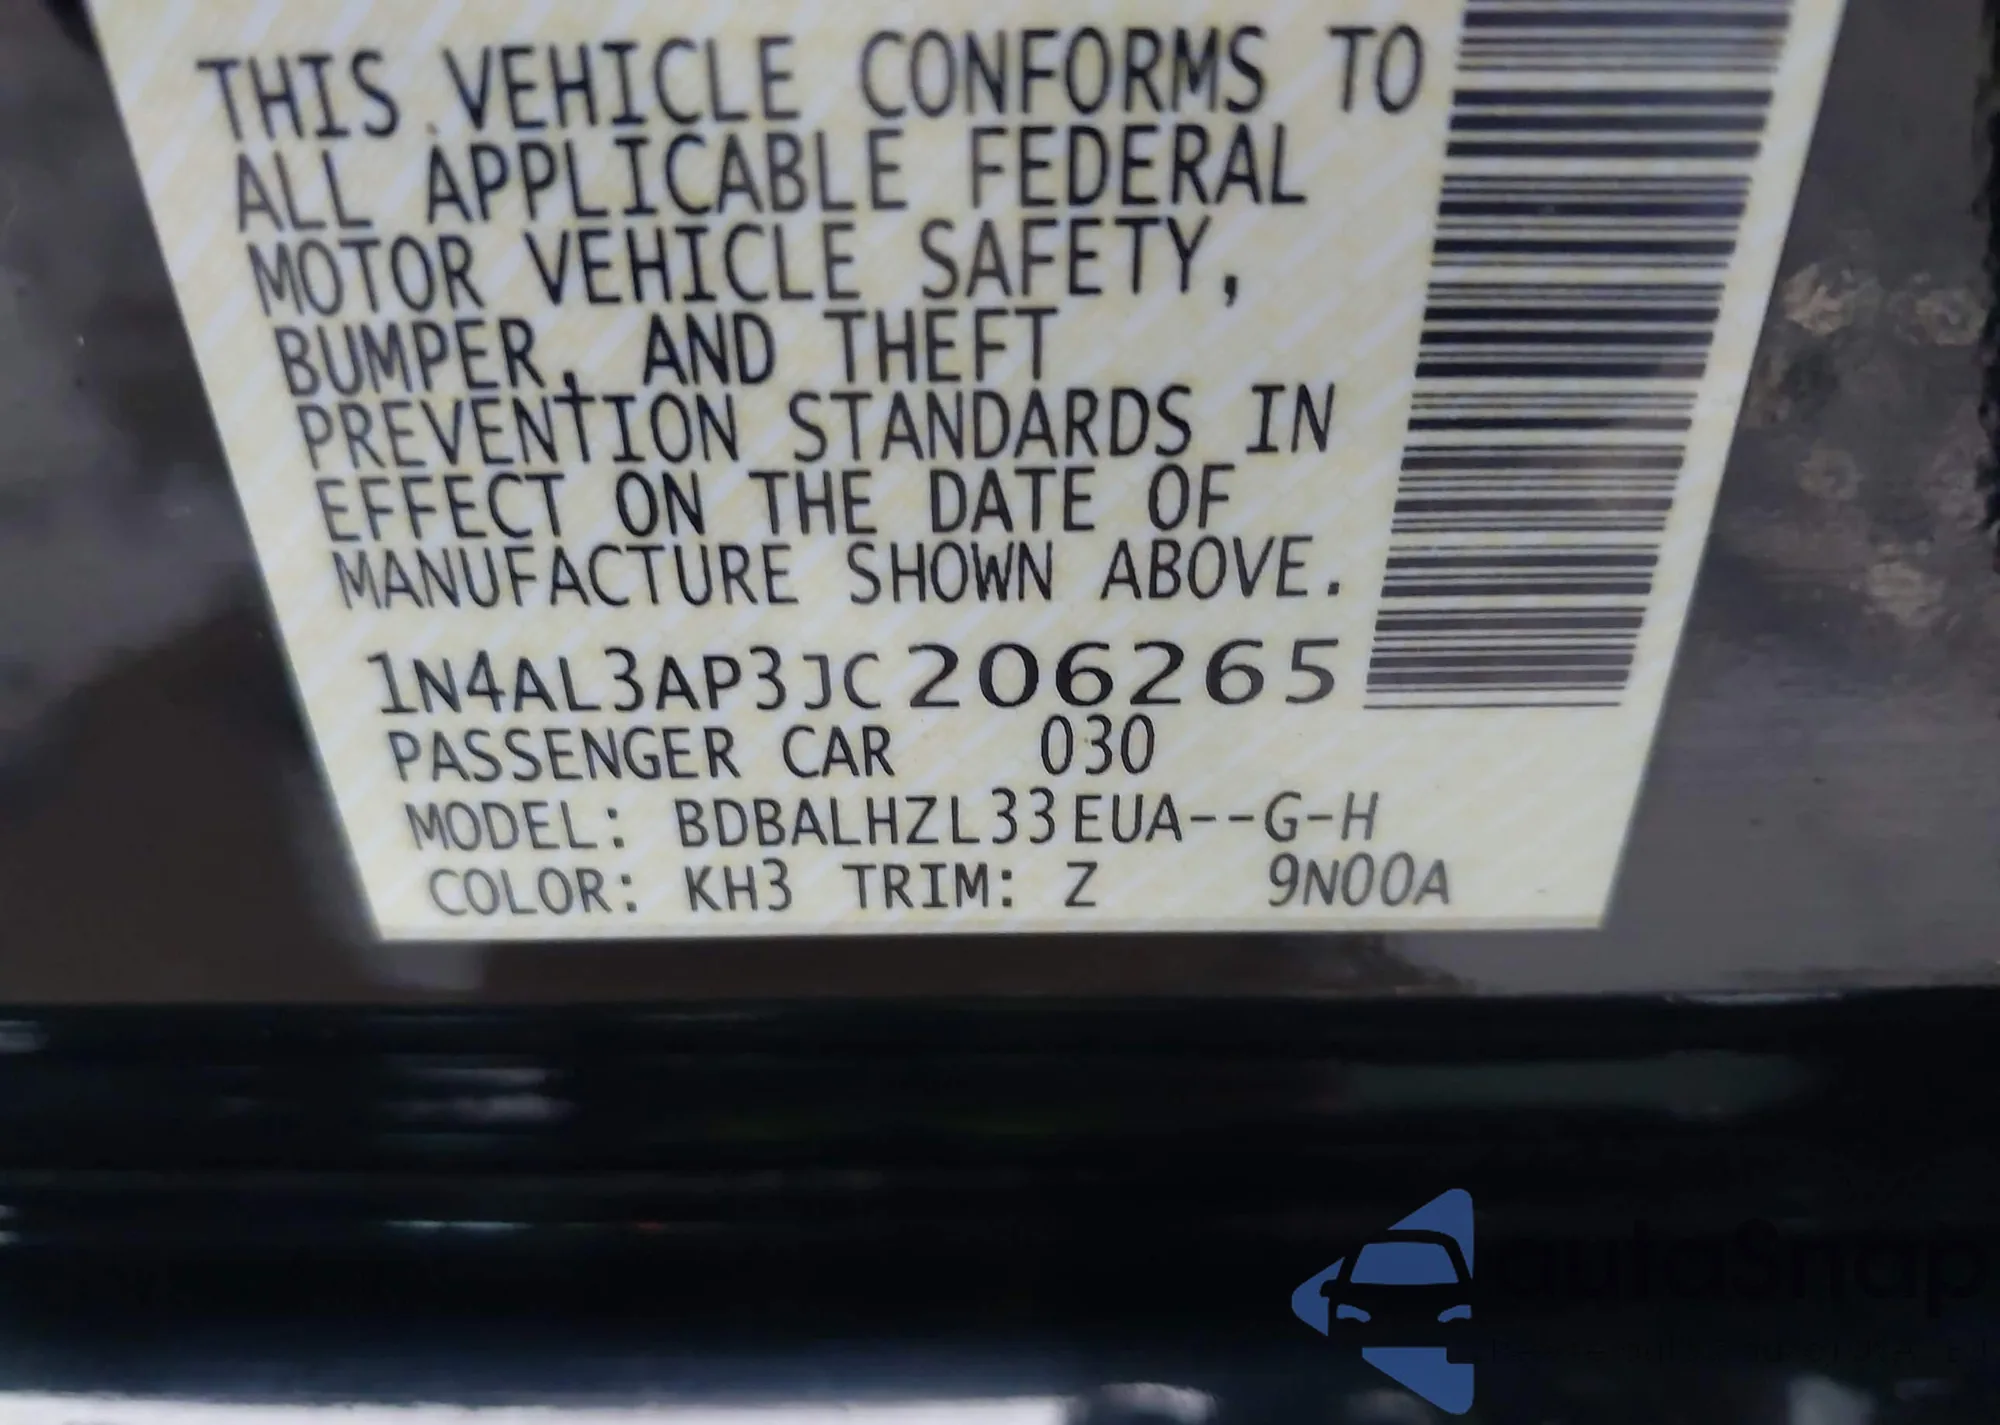 THIS VEHICLE CONFORMS TO
ALL APPLICABLE FEDERAL
MOTOR VEHICLE SAFETY,
BUMPER, AND THEFT
PREVENTION STANDARDS IN
EFFECT ON THE DATE OF
MANUFACTURE SHOWN ABOVE.
1N4AL3AP3JC206265
PASSENGER CAR 030
MODEL: BDBALHZL33EUA--G-H
COLOR: KH3 TRIM: Z 9N00A
autoSnap